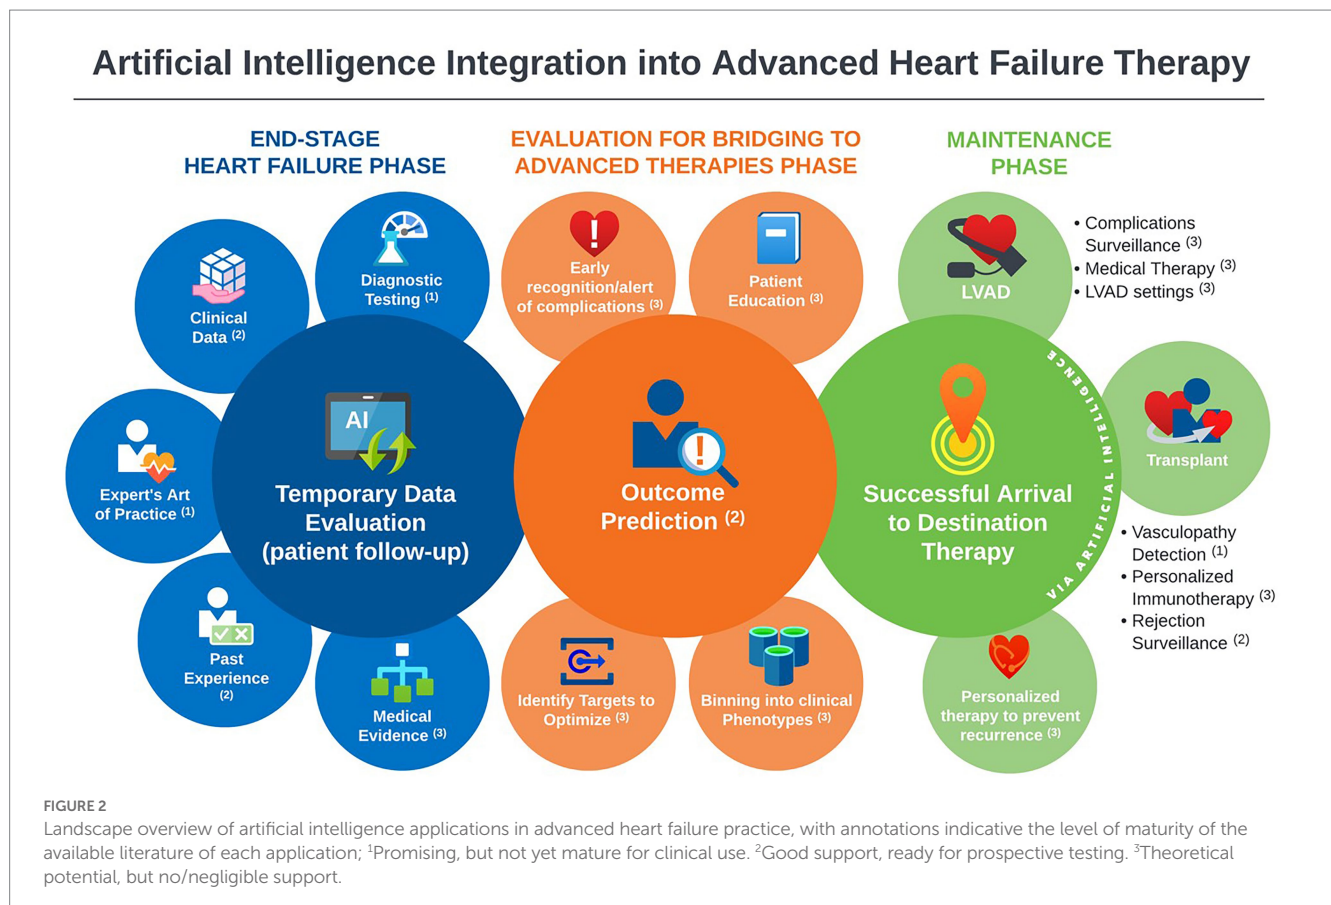 Artificial Intelligence Integration into Advanced Heart Failure Therapy
END-STAGE
HEART FAILURE PHASE
Clinical
Data (2)
Diagnostic
Testing (1)
Expert's Art
of Practice (1)
AI
Temporary Data
Evaluation
(patient follow-up)
Past
Experience
(2)
Medical
Evidence (3)
EVALUATION FOR BRIDGING TO
ADVANCED THERAPIES PHASE
!
Early
recognition/alert
of complications (3)
Patient
Education (3)
!
Outcome
Prediction (2)
Identify Targets to
Optimize (3)
Binning into clinical
Phenotypes (3)
MAINTENANCE
PHASE
LVAD
• Complications
Surveillance (3)
• Medical Therapy (3)
• LVAD settings (3)
Successful Arrival
to Destination
Therapy
VIA ARTIFICIAL INTELLIGENCE
Transplant
• Vasculopathy
Detection (1)
• Personalized
Immunotherapy (3)
• Rejection
Surveillance (2)
Personalized
therapy to prevent
recurrence (3)
FIGURE 2
Landscape overview of artificial intelligence applications in advanced heart failure practice, with annotations indicative the level of maturity of the
available literature of each application; ¹Promising, but not yet mature for clinical use. ²Good support, ready for prospective testing. ³Theoretical
potential, but no/negligible support.